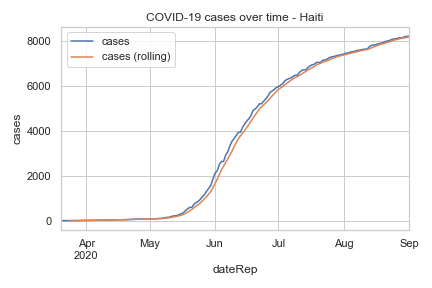 COVID-19 cases over time - Haiti
cases
cases (rolling)
8000
6000
4000
2000
0
cases
Apr
2020
May
Jun
Jul
Aug
Sep
dateRep